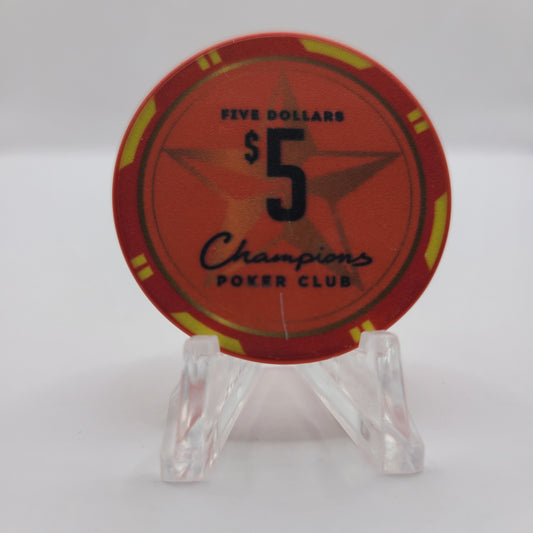 FIVE DOLLARS
$5
Champions
POKER CLUB